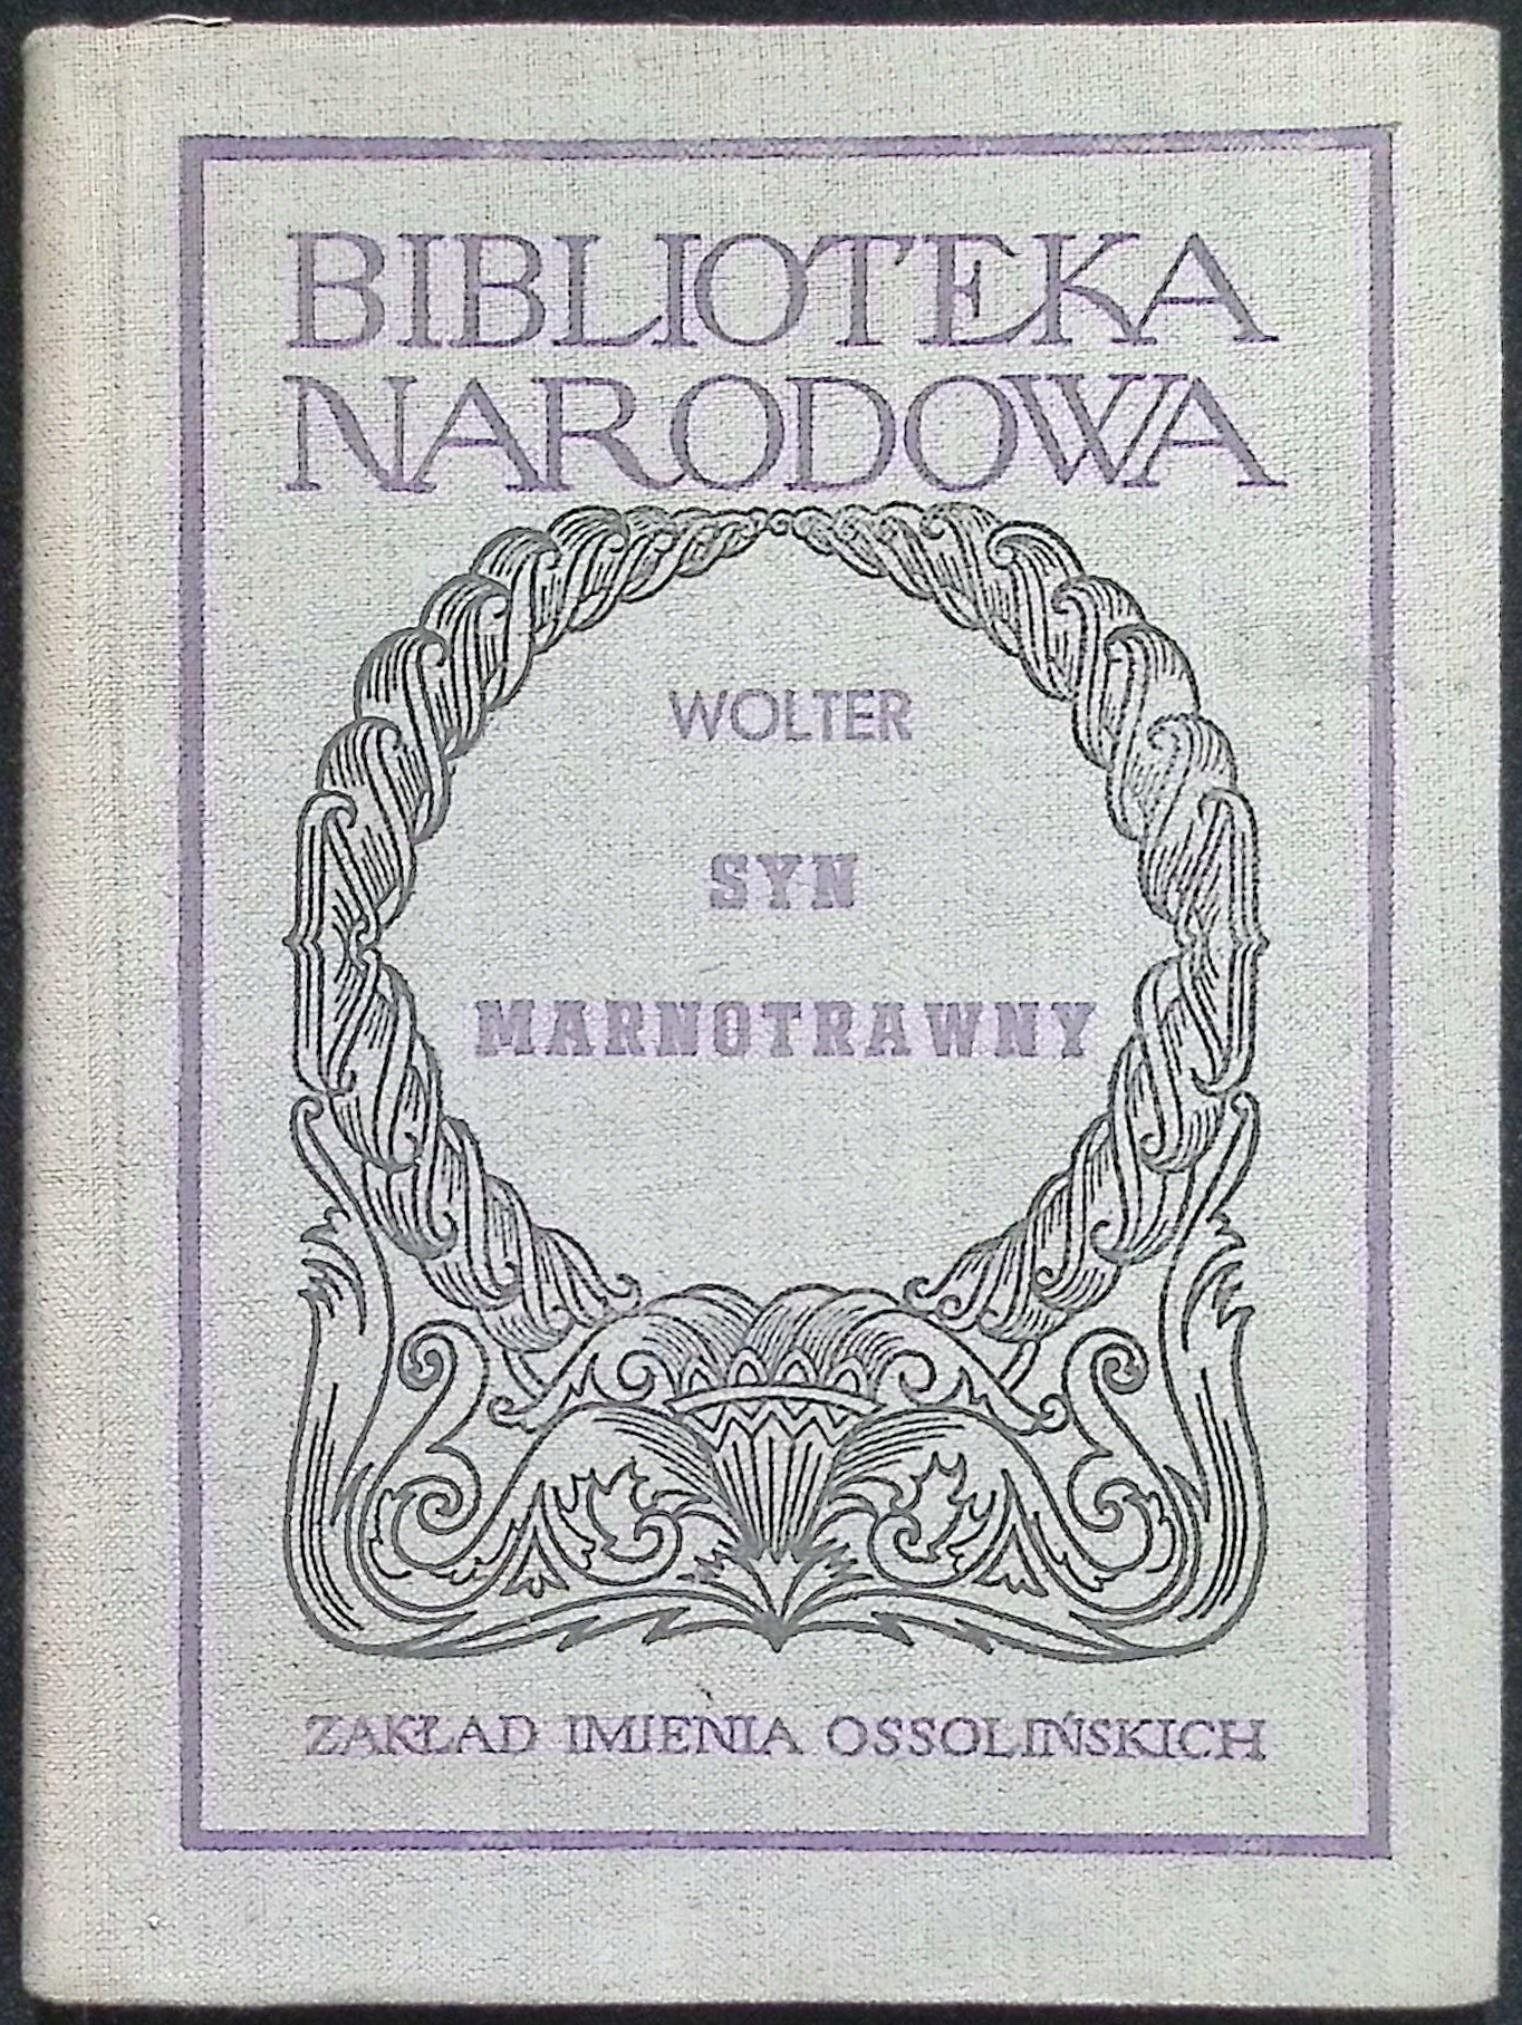 BIBLIOTEKA
NARODOWA
WOLTER
SYN
MARNOTRAWNY
ZAKŁAD IMIENIA OSSOLIŃSKICH